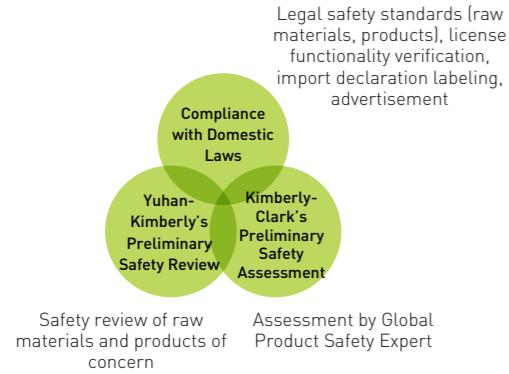 Legal safety standards (raw
materials, products), license
functionality verification,
import declaration labeling,
advertisement
Compliance
with Domestic
Laws
Yuhan-
Kimberly's
Preliminary
Safety Review
Kimberly-
Clark's
Preliminary
Safety
Assessment
Safety review of raw
materials and products of
concern
Assessment by Global
Product Safety Expert